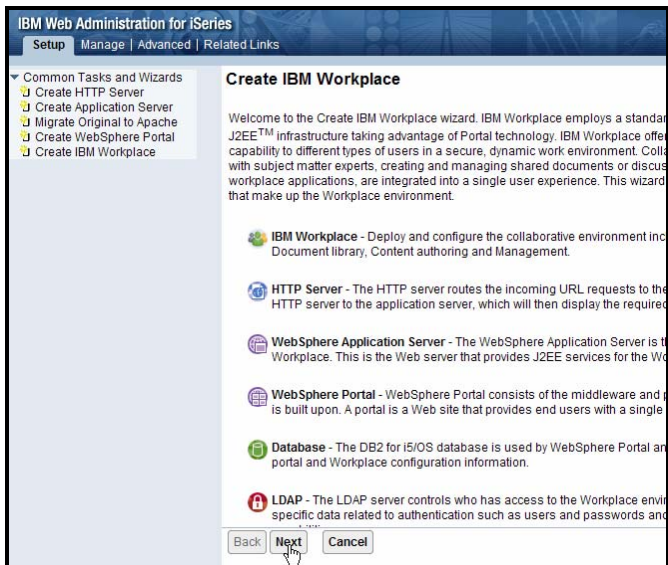 IBM Web Administration for iSeries
Setup Manage | Advanced | Related Links
Common Tasks and Wizards
Create HTTP Server
Create Application Server
Migrate Original to Apache
Create WebSphere Portal
Create IBM Workplace
Create IBM Workplace
Welcome to the Create IBM Workplace wizard. IBM Workplace employs a standar
J2EE™ infrastructure taking advantage of Portal technology. IBM Workplace offe
capability to different types of users in a secure, dynamic work environment. Colla
with subject matter experts, creating and managing shared documents or discus
workplace applications, are integrated into a single user experience. This wizard
that make up the Workplace environment.
IBM Workplace - Deploy and configure the collaborative environment inc
Document library, Content authoring and Management.
HTTP Server - The HTTP server routes the incoming URL requests to the
HTTP server to the application server, which will then display the required
WebSphere Application Server - The WebSphere Application Server is t
Workplace. This is the Web server that provides J2EE services for the Wo
WebSphere Portal - WebSphere Portal consists of the middleware and p
is built upon. A portal is a Web site that provides end users with a single
Database - The DB2 for i5/OS database is used by WebSphere Portal an
portal and Workplace configuration information.
LDAP - The LDAP server controls who has access to the Workplace envir
specific data related to authentication such as users and passwords and
Back Next Cancel